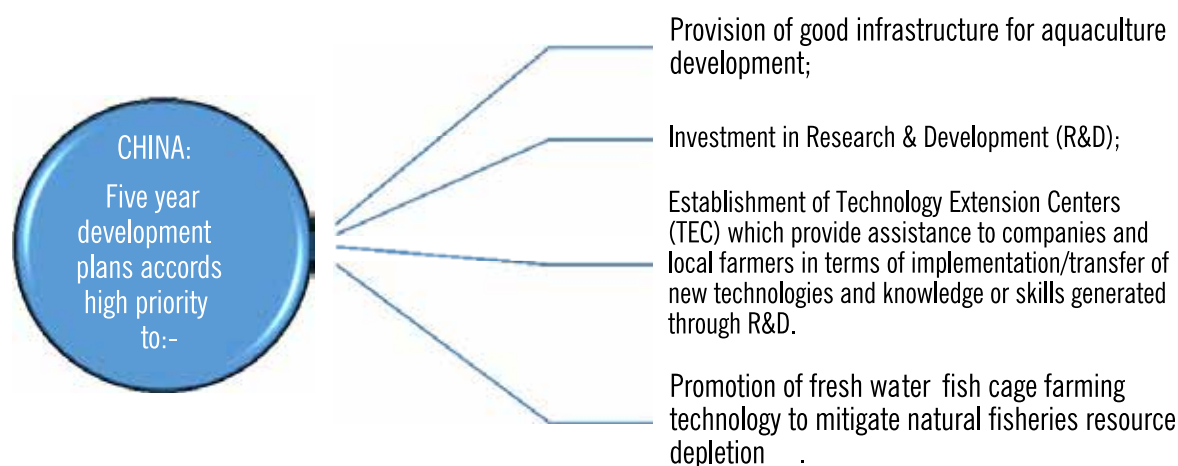 CHINA:
Five year
development
plans accords
high priority
to:-
Provision of good infrastructure for aquaculture
development;
Investment in Research & Development (R&D);
Establishment of Technology Extension Centers
(TEC) which provide assistance to companies and
local farmers in terms of implementation/transfer of
new technologies and knowledge or skills generated
through R&D.
Promotion of fresh water fish cage farming
technology to mitigate natural fisheries resource
depletion .